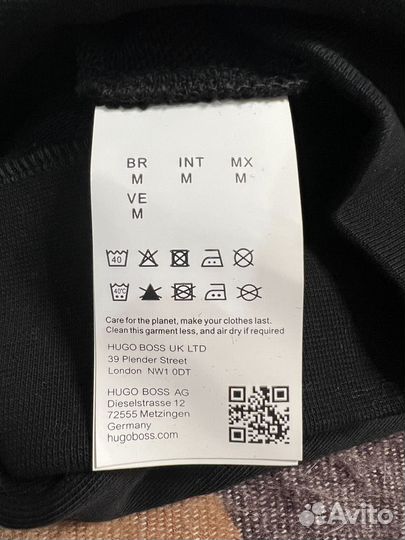 BR INT MX
M M M
VE
M
40
40°C
Care for the planet, make your clothes last.
Clean this garment less, and air dry if required
HUGO BOSS UK LTD
39 Plender Street
London NW1 0DT
HUGO BOSS AG
Dieselstrasse 12
72555 Metzingen
Germany
hugoboss.com
Avito